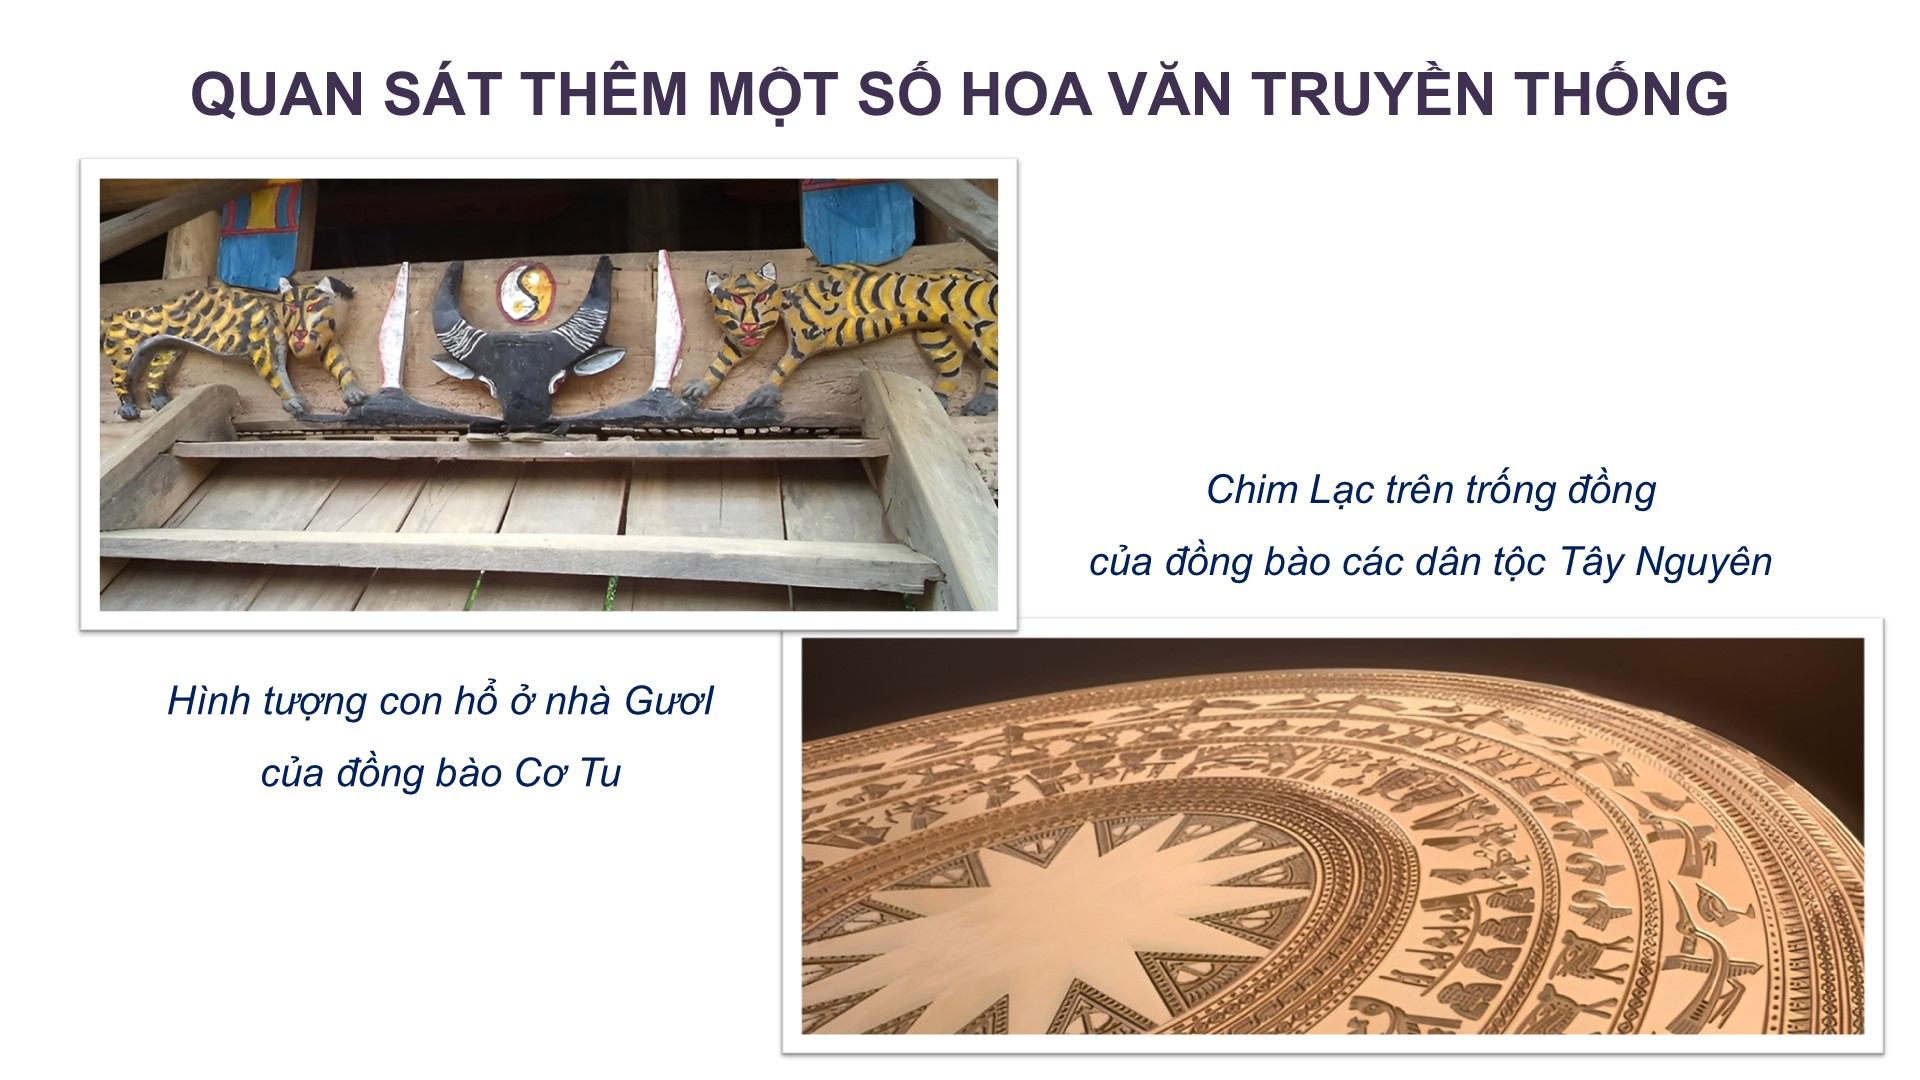 QUAN SÁT THÊM MỘT SỐ HOA VĂN TRUYỀN THỐNG
Chim Lạc trên trống đồng
của đồng bào các dân tộc Tây Nguyên
Hình tượng con hổ ở nhà Gươl
của đồng bào Cơ Tu